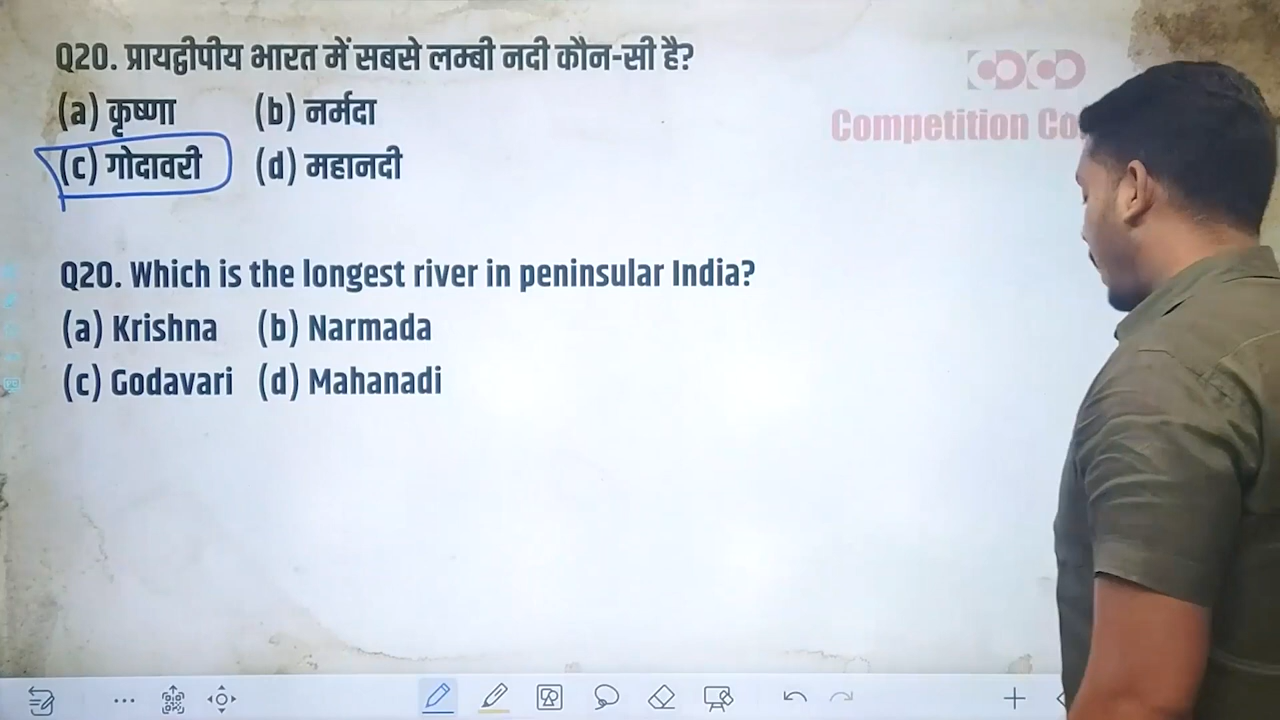 Q20. प्रायद्वीपीय भारत में सबसे लम्बी नदी कौन-सी है?
(a) कृष्णा (b) नर्मदा
(c) गोदावरी (d) महानदी
Competition
Q20. Which is the longest river in peninsular India?
(a) Krishna (b) Narmada
(c) Godavari (d) Mahanadi